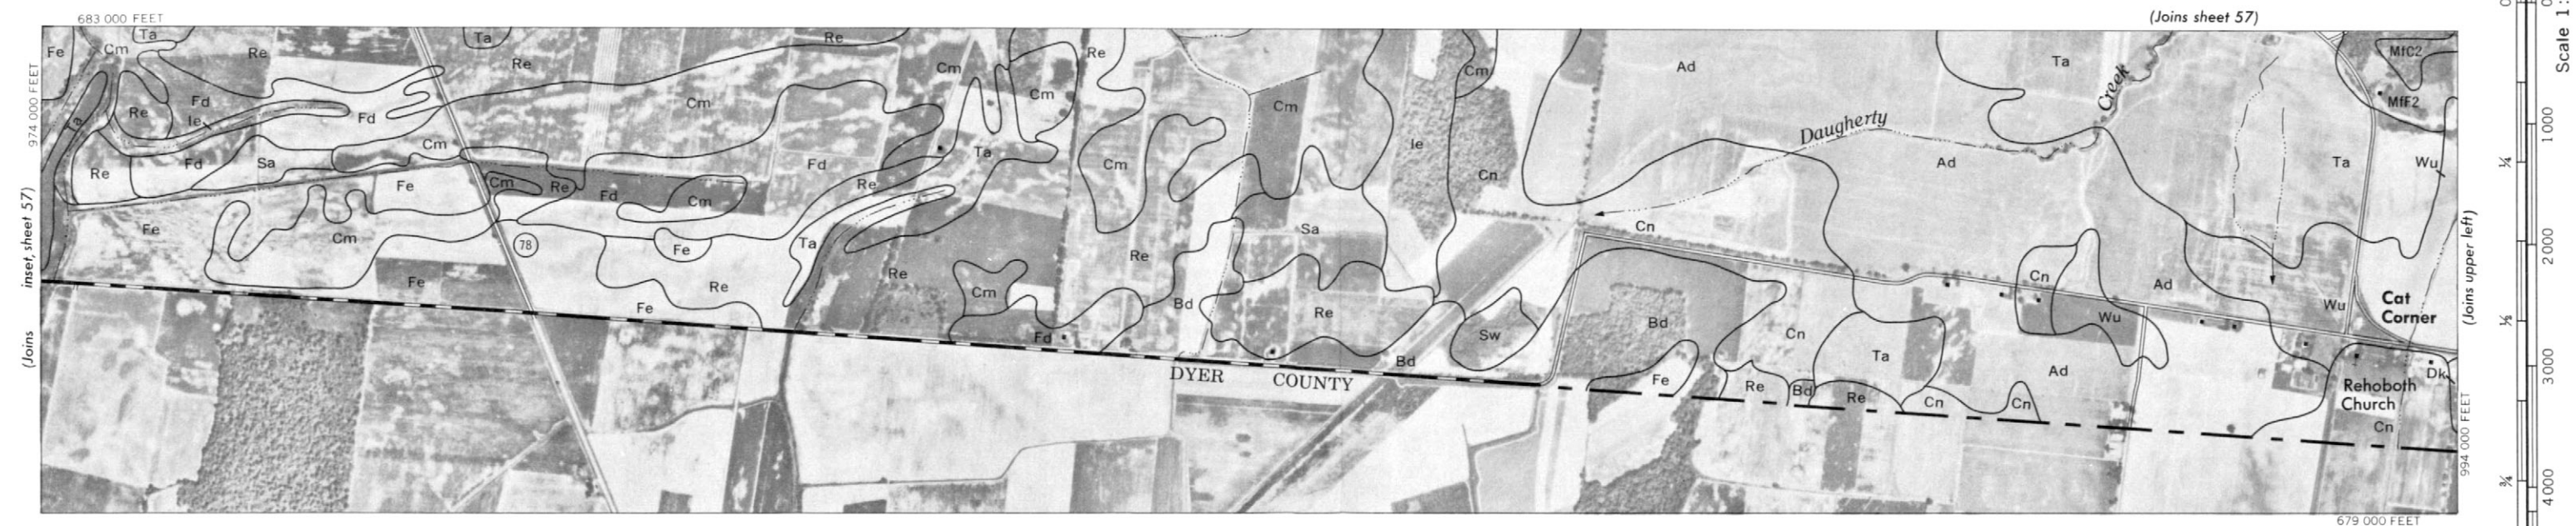 683 000 FEET
(Joins sheet 57)
974 000 FEET
(Joins inset, sheet 57)
Fe
Cm
Ta
Re
Ta
Re
Re
Re
Cm
Cm
Cm
Ad
Ta
Creek
MfC2
MfF2
Ta
Re
Fd
Ie
Fd
Cm
Cm
Ie
Cn
Daugherty
Ad
Ta
Wu
Re
Fd
Sa
Cm
Fe
Cm
Re
Fd
Cm
Fd
Re
Ta
Cm
Fe
Cm
78
Fe
Ta
Re
Sa
Cn
Cn
Ad
Wu
Cat
Corner
Fe
Fe
Re
Re
Cm
Fd
Bd
Re
Bd
Sw
Bd
Cn
Ta
Wu
Ad
Fe
Re
Bd
Re
Cn
Cn
Dk
Rehoboth
Church
Cn
DYER COUNTY
(Joins upper left)
994 000 FEET
679 000 FEET
Scale 1:
0
1000
2000
3000
4000
¼
½
¾